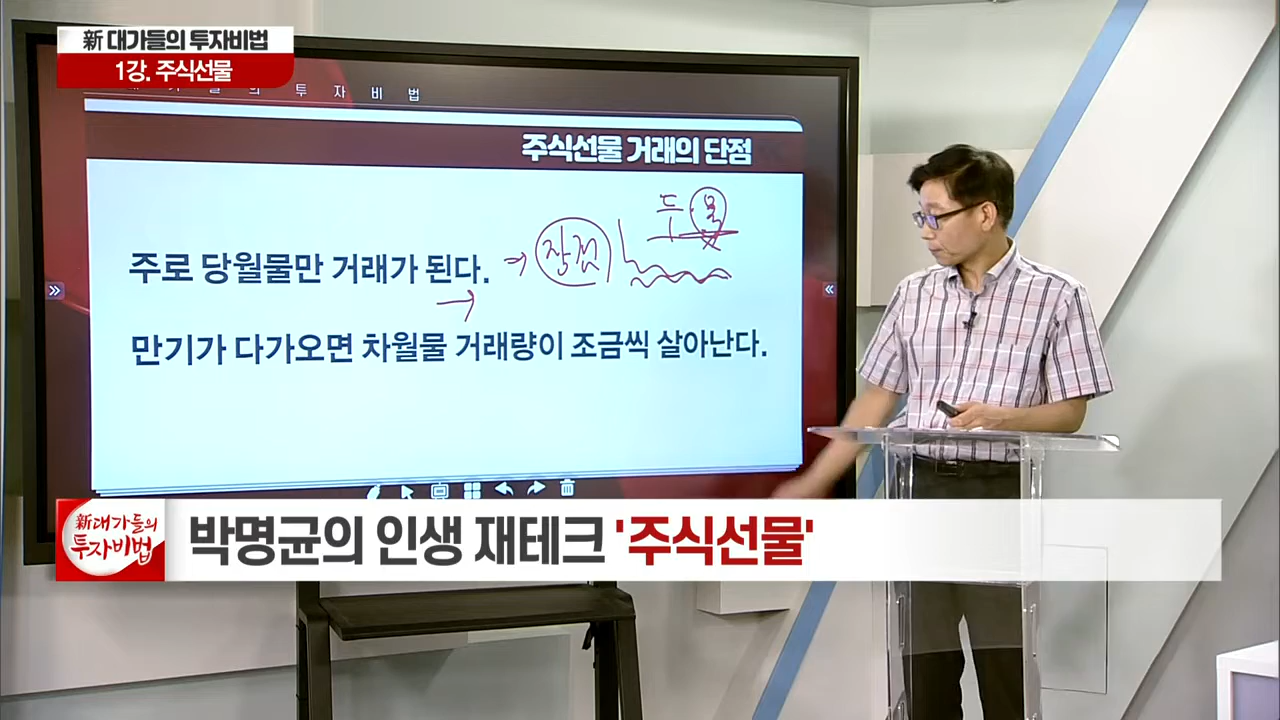 新 대가들의 투자비법
1강. 주식선물
투 자 비 법
주식선물 거래의 단점
주로 당월물만 거래가 된다.
→ 장점
만기가 다가오면 차월물 거래량이 조금씩 살아난다.
新 대가들의
투자비법
박명균의 인생 재테크 '주식선물'